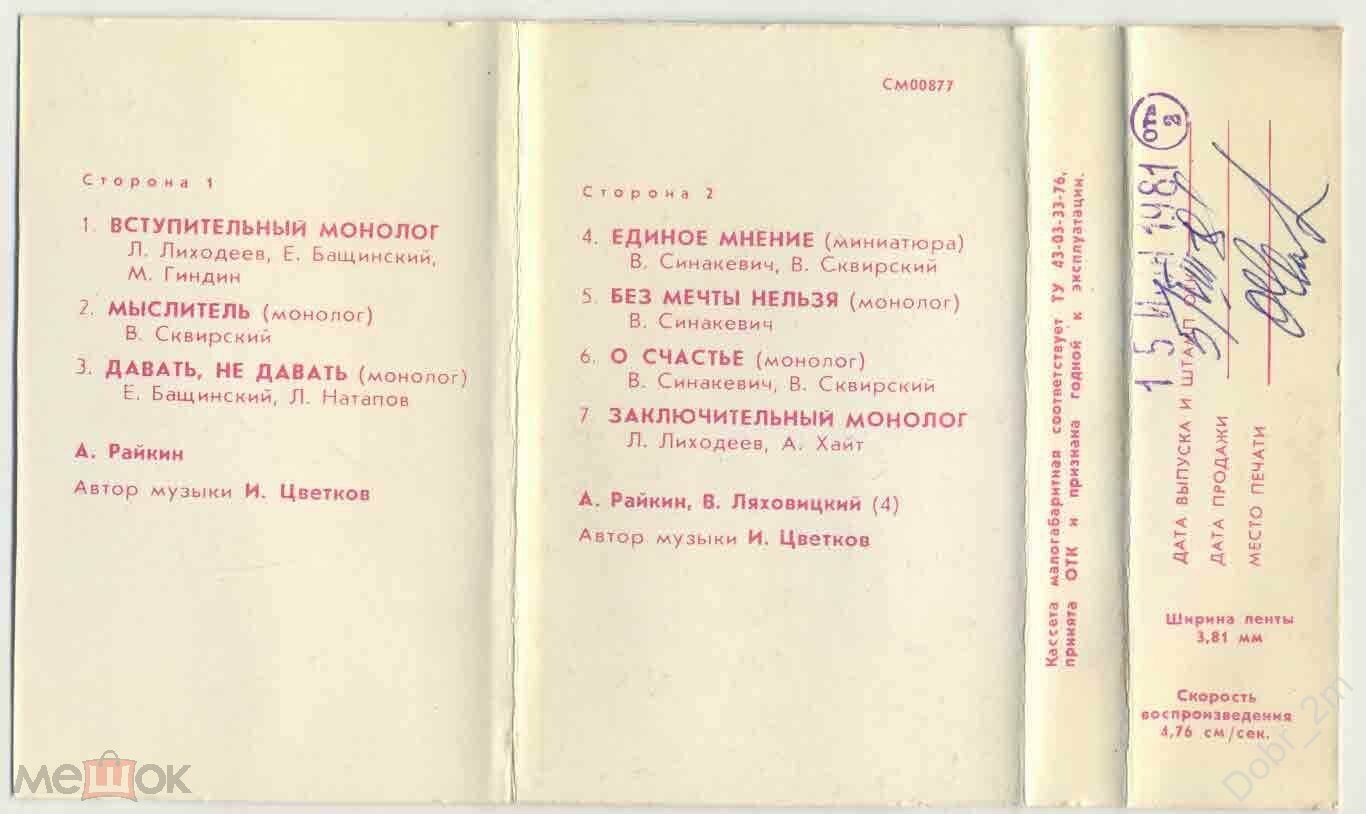 Сторона 1
1. ВСТУПИТЕЛЬНЫЙ МОНОЛОГ
Л. Лиходеев, Е. Бащинский,
М. Гиндин
2. МЫСЛИТЕЛЬ (монолог)
В. Сквирский
3. ДАВАТЬ, НЕ ДАВАТЬ (монолог)
Е. Бащинский, Л. Натапов
А. Райкин
Автор музыки И. Цветков
СМ00877
Сторона 2
4. ЕДИНОЕ МНЕНИЕ (миниатюра)
В. Синакевич, В. Сквирский
5. БЕЗ МЕЧТЫ НЕЛЬЗЯ (монолог)
В. Синакевич
6. О СЧАСТЬЕ (монолог)
В. Синакевич, В. Сквирский
7 ЗАКЛЮЧИТЕЛЬНЫЙ МОНОЛОГ
Л. Лиходеев, А. Хайт
А. Райкин, В. Ляховицкий (4)
Автор музыки И. Цветков
Кассета малогабаритная соответствует ТУ 43-03-33-76,
принята ОТК и признана годной к эксплуатации.
1981
ДАТА ВЫПУСКА И ШТАМП
ДАТА ПРОДАЖИ
МЕСТО ПЕЧАТИ
Ширина ленты
3,81 мм
Скорость
воспроизведения
4,76 см/сек.
мешок
Dobr_2m